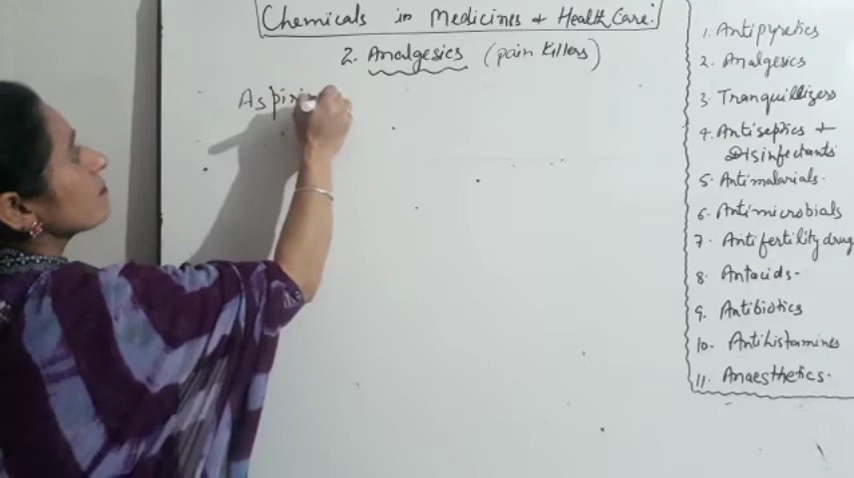 Chemicals in Medicines & Health Care:
2. Analgesics (pain killers)
Aspirin
1. Antipyretics
2. Analgesics
3. Tranquillizers
4. Antiseptics &
Disinfectants
5. Antimalarials.
6. Antimicrobials
7. Antifertility drug
8. Antacids-
9. Antibiotics
10- Antihistamines
11. Anaesthetics.